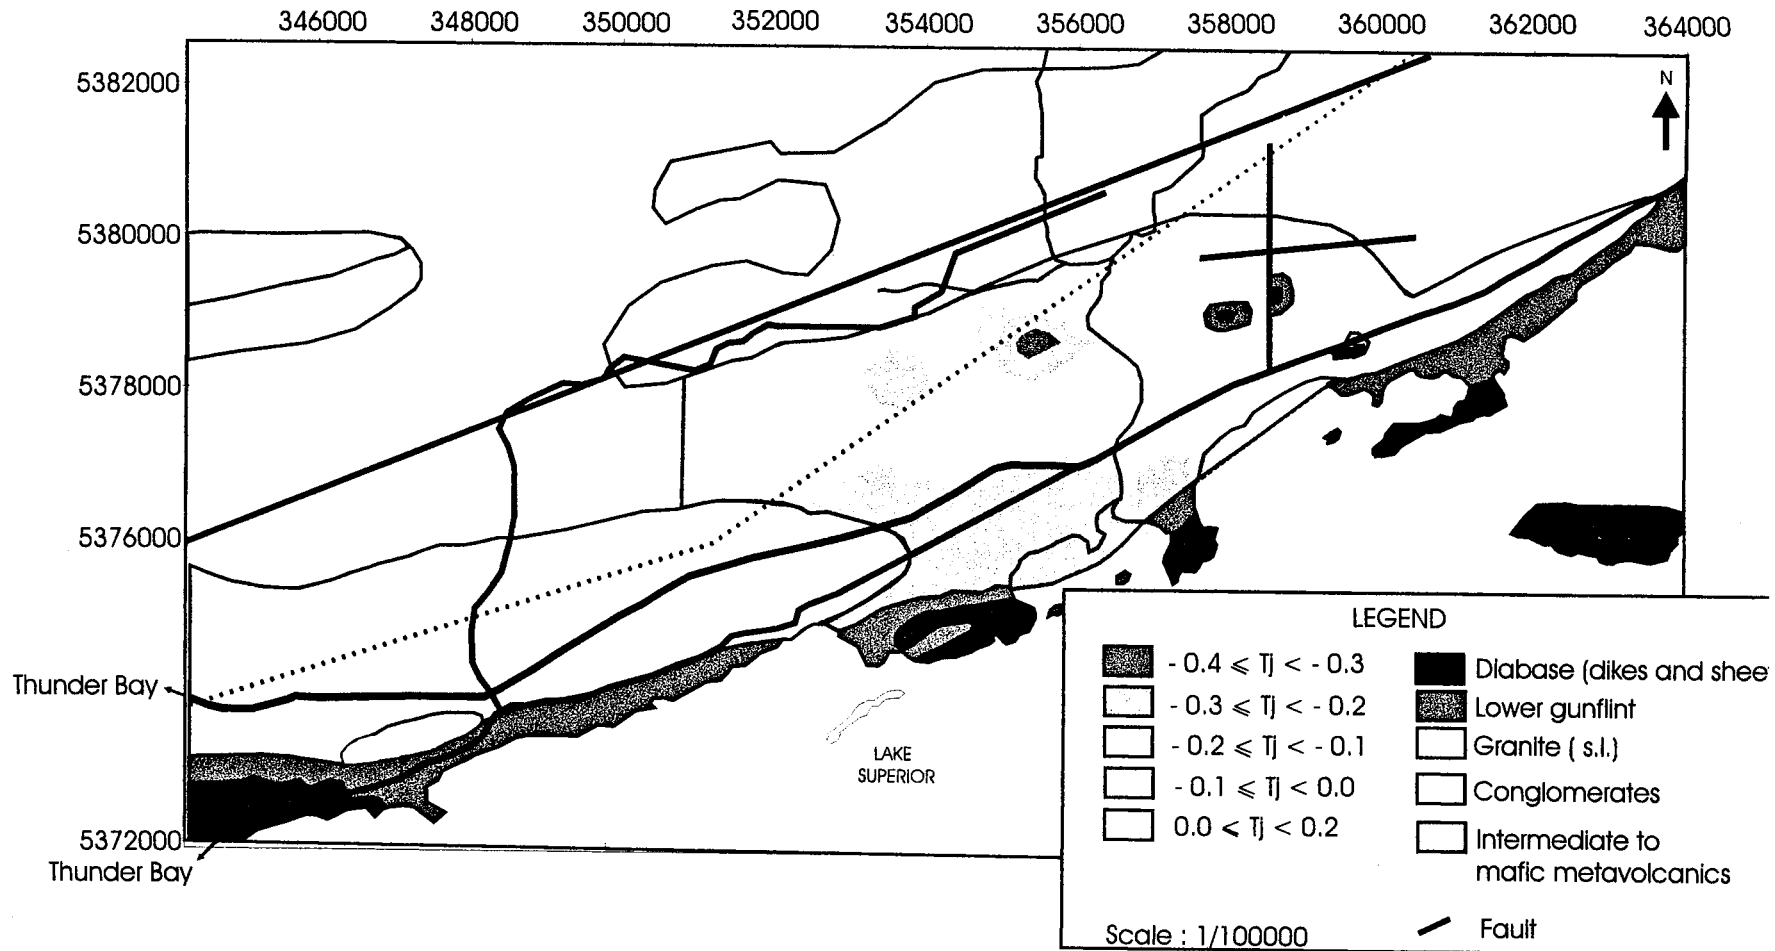 346000 348000 350000 352000 354000 356000 358000 360000 362000 364000
5382000
N
5380000
5378000
5376000
Thunder Bay
LAKE
SUPERIOR
5372000
Thunder Bay
LEGEND
- 0.4 ⩽ Tj < - 0.3
- 0.3 ⩽ Tj < - 0.2
- 0.2 ⩽ Tj < - 0.1
- 0.1 ⩽ Tj < 0.0
0.0 ⩽ Tj < 0.2
Diabase (dikes and shee
Lower gunflint
Granite ( s.l.)
Conglomerates
Intermediate to
mafic metavolcanics
Scale : 1/100000
Fault